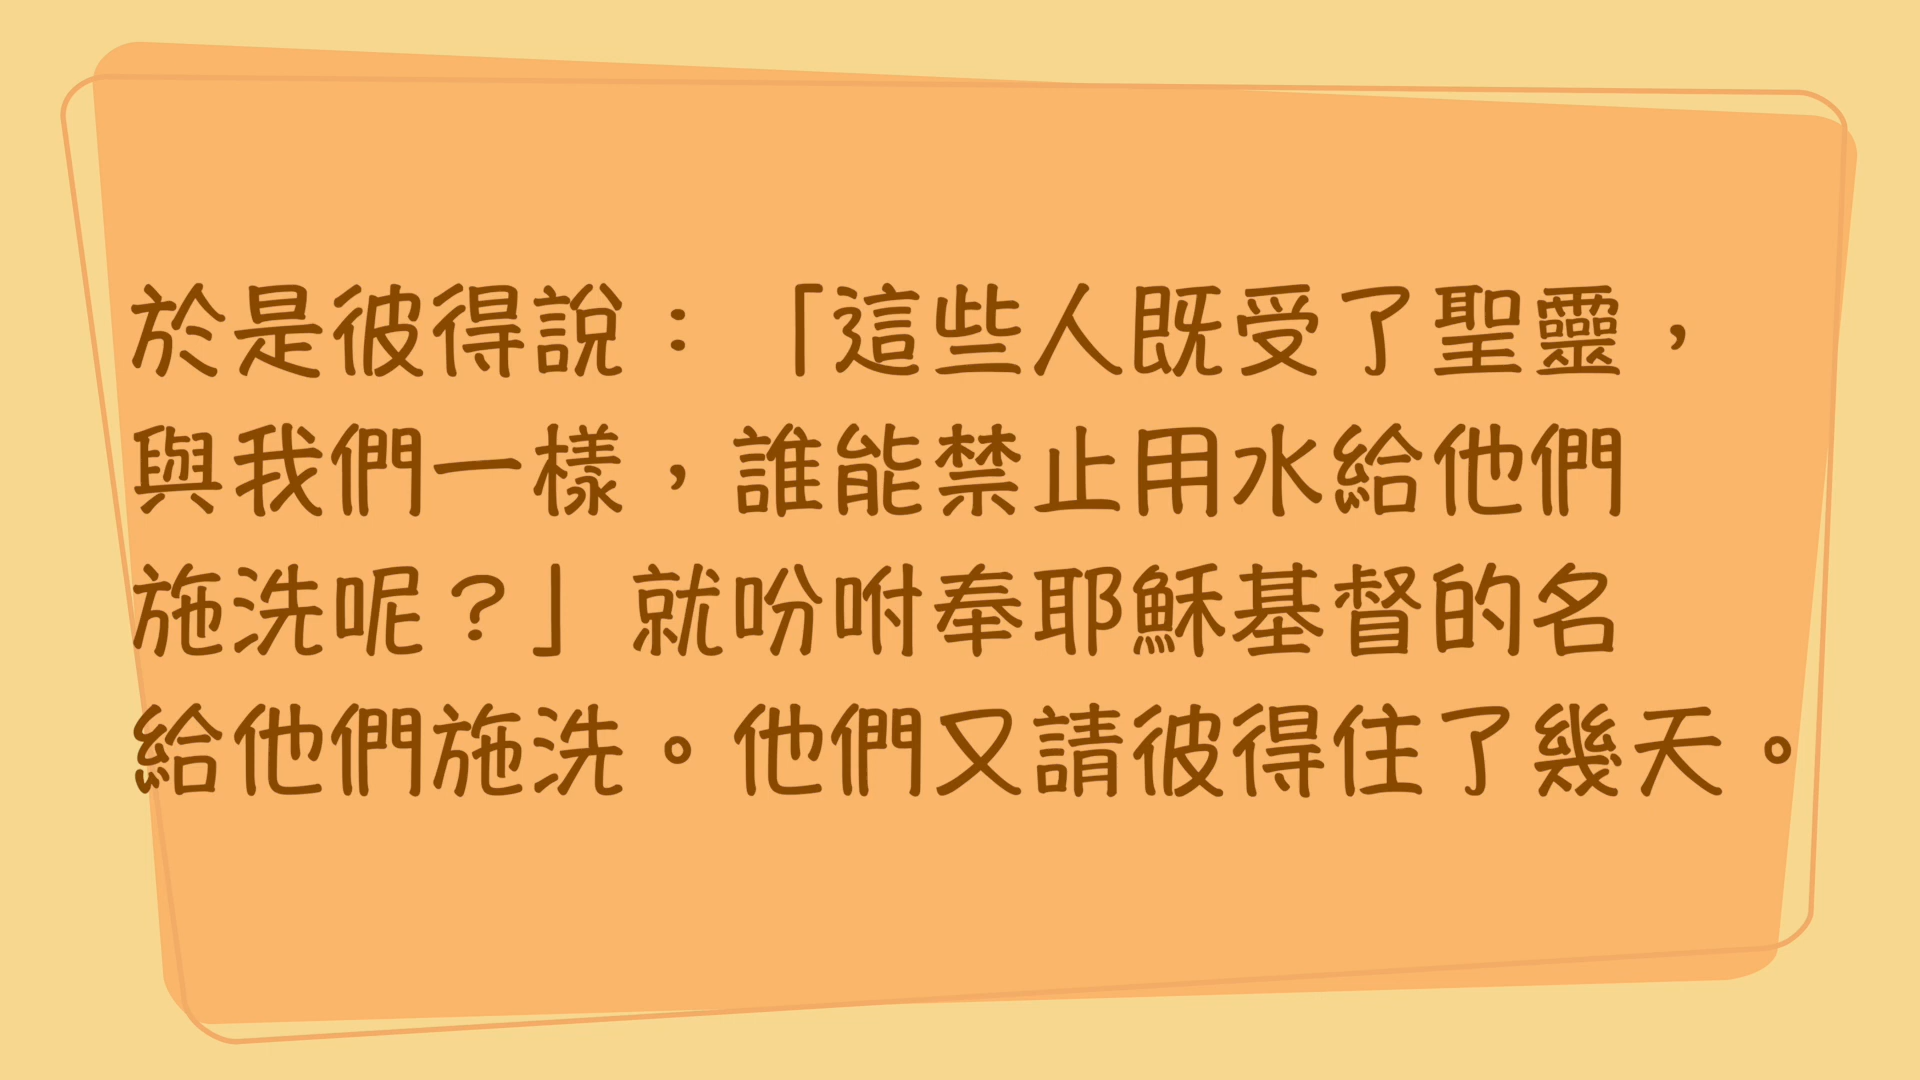 於是彼得說：「這些人既受了聖靈，
與我們一樣，誰能禁止用水給他們
施洗呢？」就吩咐奉耶穌基督的名
給他們施洗。他們又請彼得住了幾天。